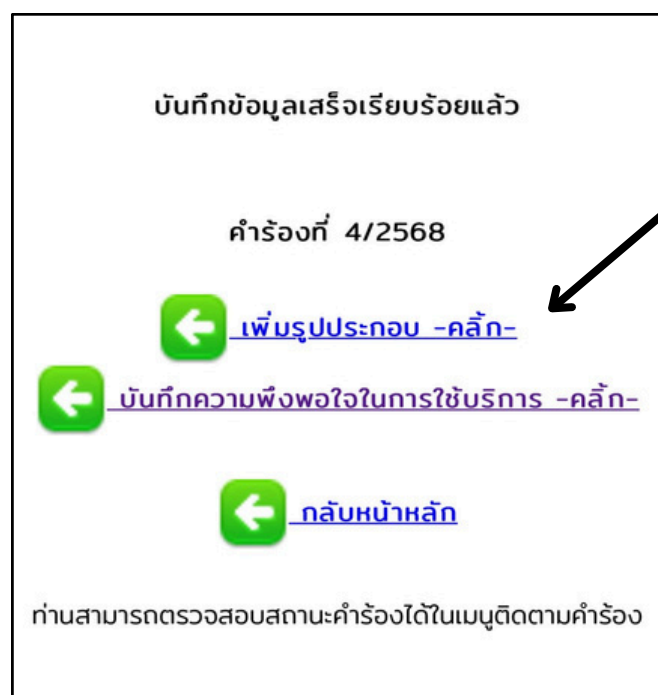 บันทึกข้อมูลเสร็จเรียบร้อยแล้ว
คำร้องที่ 4/2568
เพิ่มรูปประกอบ -คลิ้ก-
บันทึกความพึงพอใจในการใช้บริการ -คลิ้ก-
กลับหน้าหลัก
ท่านสามารถตรวจสอบสถานะคำร้องได้ในเมนูติดตามคำร้อง